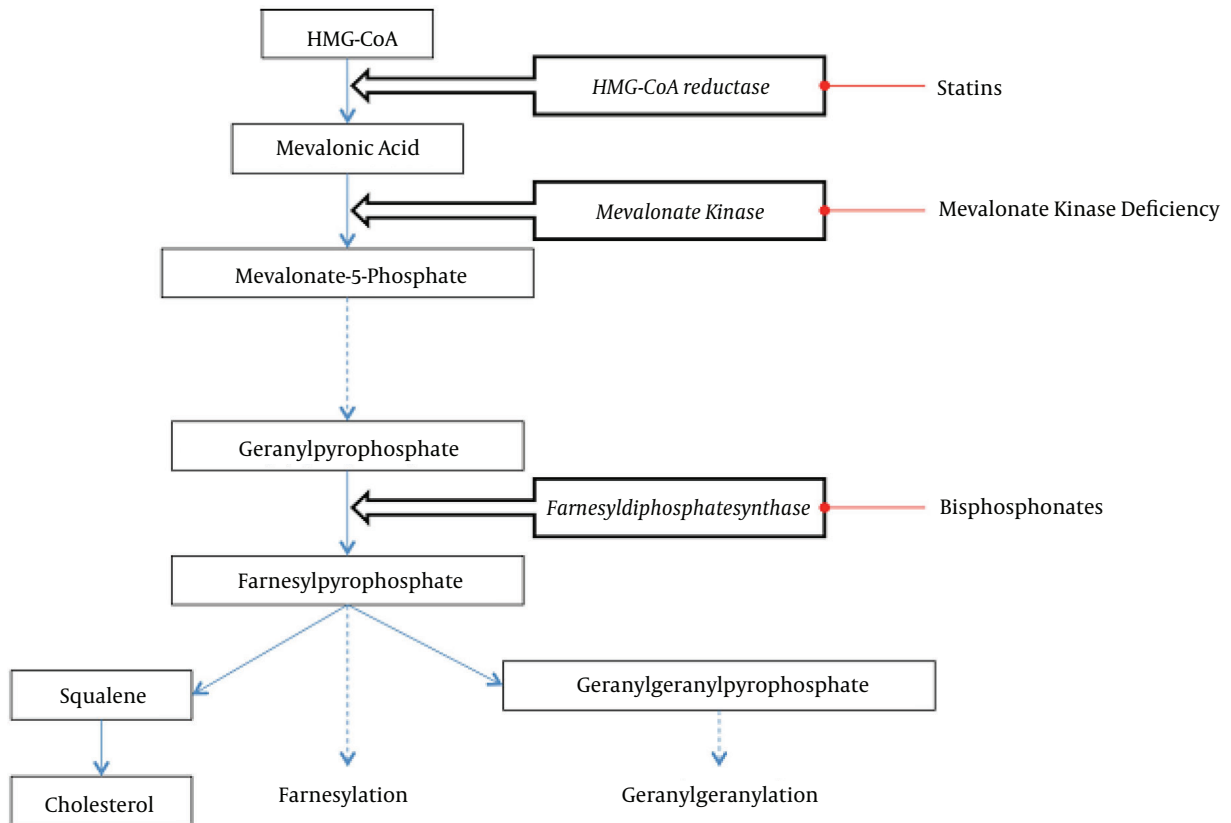 HMG-CoA
HMG-CoA reductase
Statins
Mevalonic Acid
Mevalonate Kinase
Mevalonate Kinase Deficiency
Mevalonate-5-Phosphate
Geranylpyrophosphate
Farnesyldiphosphatesynthase
Bisphosphonates
Farnesylpyrophosphate
Squalene
Geranylgeranylpyrophosphate
Cholesterol
Farnesylation
Geranylgeranylation